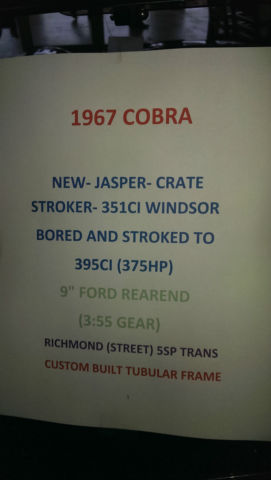 1967 COBRA
NEW- JASPER- CRATE
STROKER- 351CI WINDSOR
BORED AND STROKED TO
395CI (375HP)
9" FORD REAREND
(3:55 GEAR)
RICHMOND (STREET) 5SP TRANS
CUSTOM BUILT TUBULAR FRAME